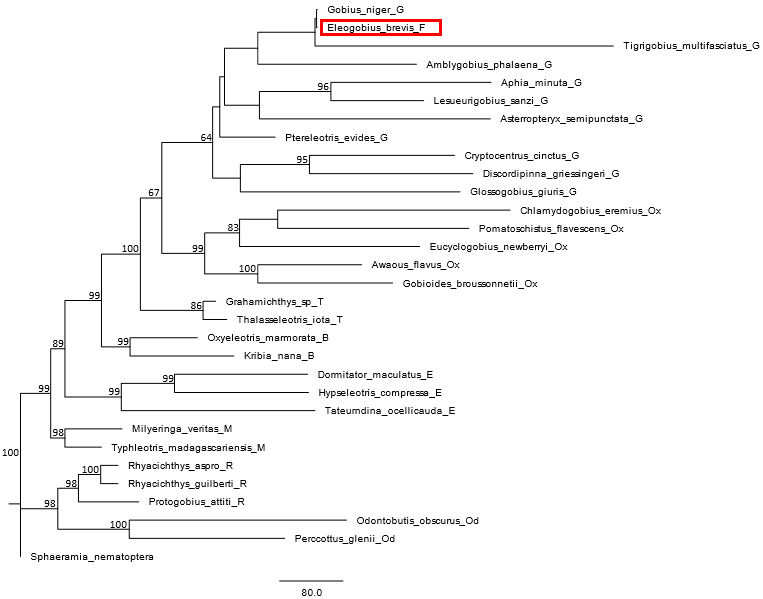 Gobius_niger_G
Eleogobius_brevis_F
Tigrigobius_multifasciatus_G
Amblygobius_phalaena_G
96
Aphia_minuta_G
Lesueurigobius_sanzi_G
Asterropteryx_semipunctata_G
64
Ptereleotris_evides_G
95
Cryptocentrus_cinctus_G
Discordipinna_griessingeri_G
Glossogobius_giuris_G
67
Chlamydogobius_eremius_Ox
83
Pomatoschistus_flavescens_Ox
Eucyclogobius_newberryi_Ox
100
99
Awaous_flavus_Ox
100
Gobioides_broussonnetii_Ox
99
86
Grahamichthys_sp_T
Thalasseleotris_iota_T
Oxyeleotris_marmorata_B
99
Kribia_nana_B
89
99
Dormitator_maculatus_E
99
99
Hypseleotris_compressa_E
Tateurndina_ocellicauda_E
98
Milyeringa_veritas_M
Typhleotris_madagascariensis_M
100
100
Rhyacichthys_aspro_R
98
Rhyacichthys_guilberti_R
98
Protogobius_attiti_R
100
Odontobutis_obscurus_Od
Perccottus_glenii_Od
Sphaeramia_nematoptera
80.0